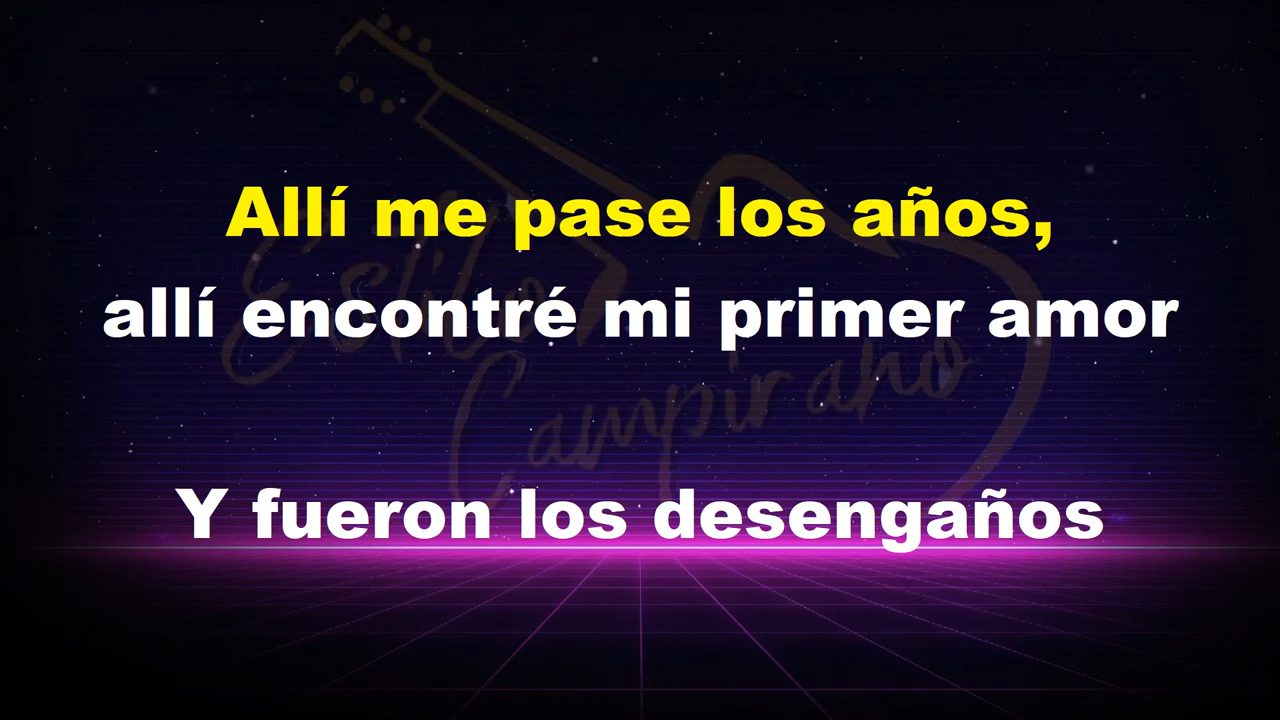 Allí me pase los años,
allí encontré mi primer amor
Y fueron los desengaños
Estilo
Campirano